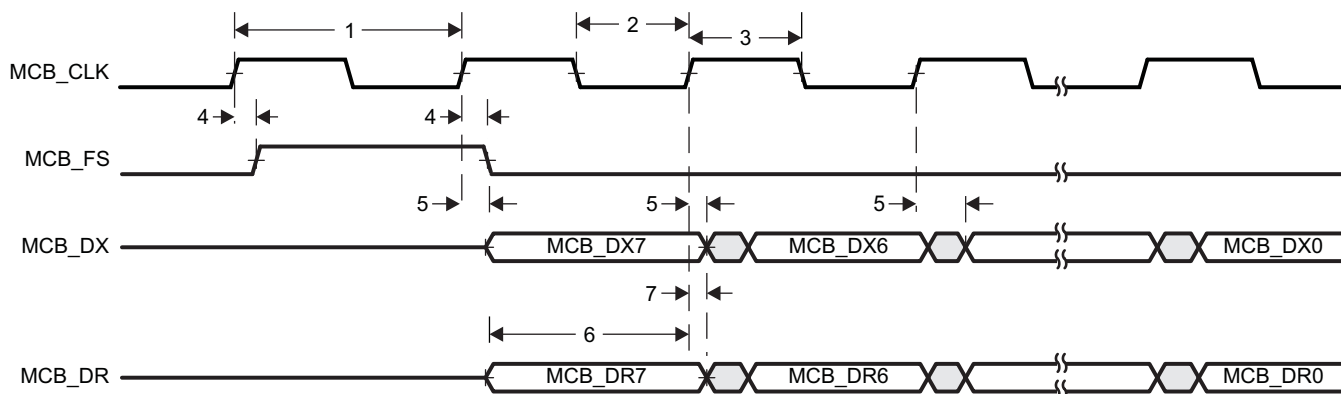 1
2
3
MCB_CLK
4
4
MCB_FS
5
5
5
MCB_DX
MCB_DX7
MCB_DX6
MCB_DX0
7
6
MCB_DR
MCB_DR7
MCB_DR6
MCB_DR0